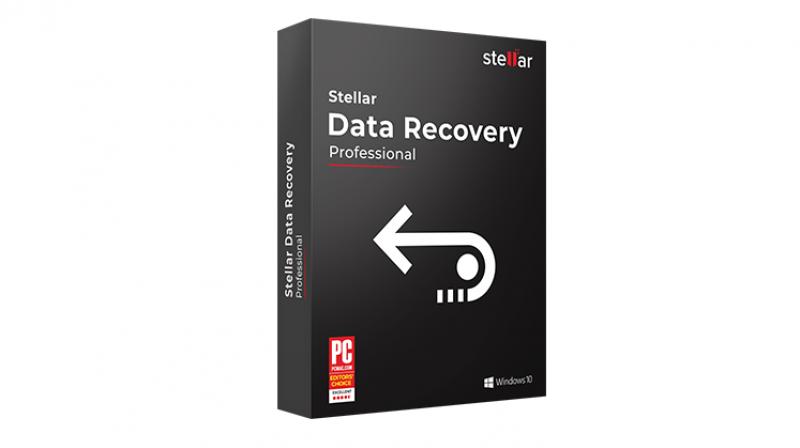 stellar
Stellar
Data Recovery
Professional
Stellar Data Recovery
Professional
PC
PCMAG.COM
EDITORS'
CHOICE
EXCELLENT
Windows 10